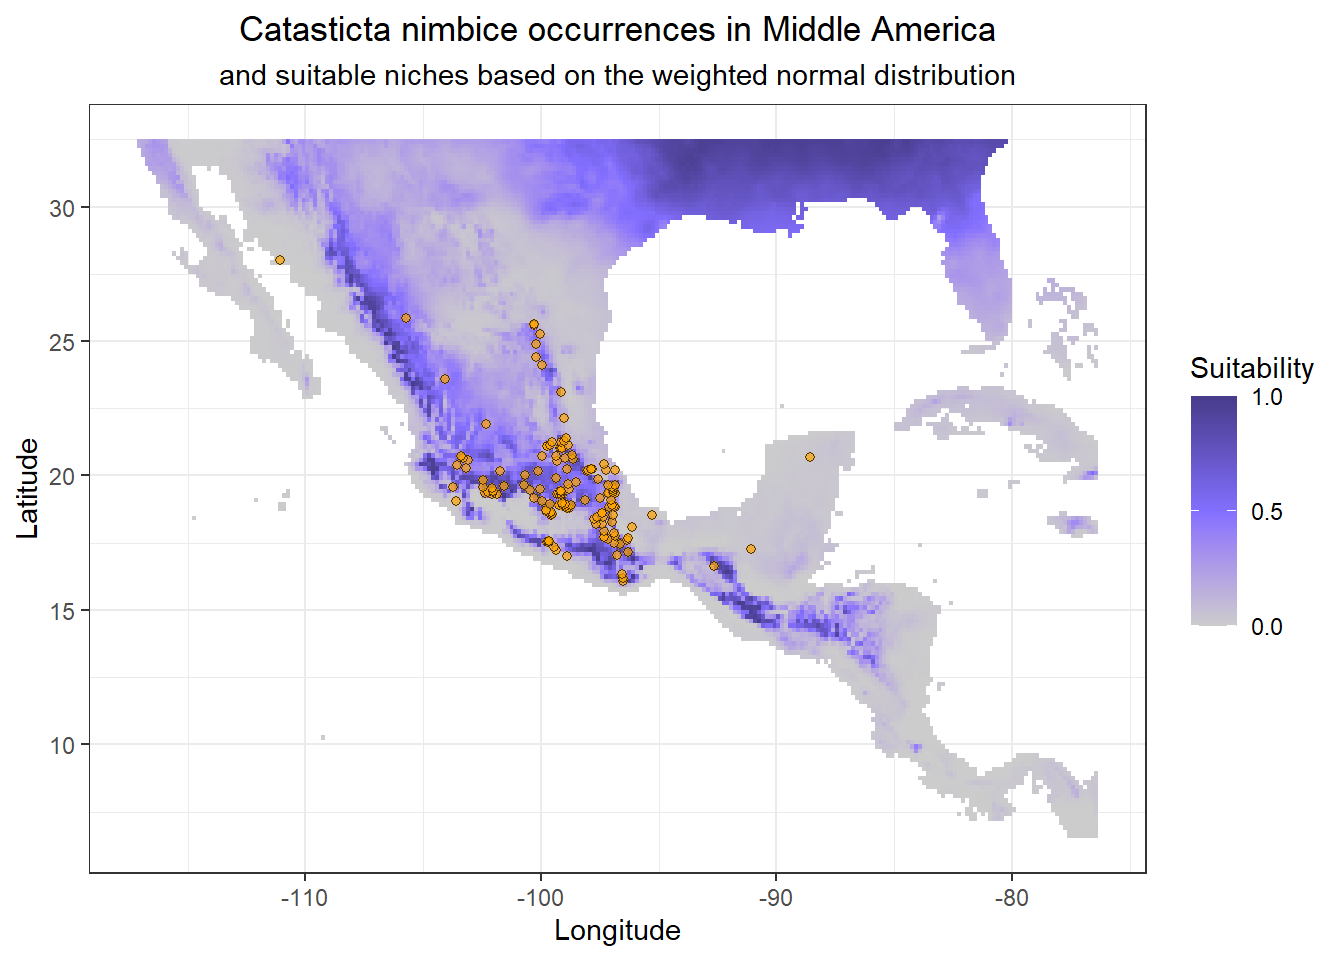 Catasticta nimbice occurrences in Middle America
and suitable niches based on the weighted normal distribution
30
25
20
15
10
Latitude
-110
-100
-90
-80
Longitude
Suitability
1.0
0.5
0.0